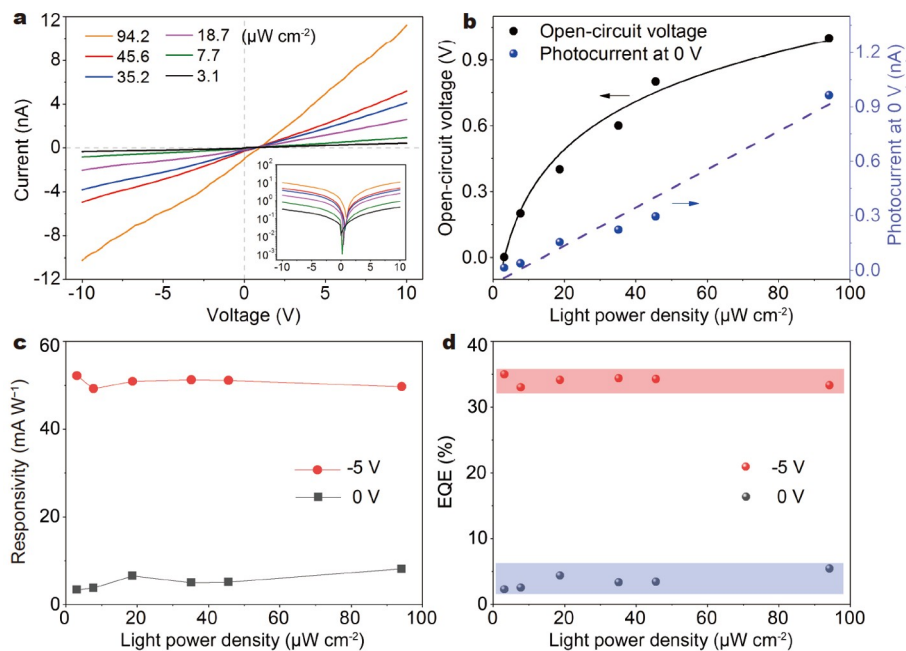 a
Current (nA)
12
8
4
0
-4
-8
-12
94.2 18.7 (μW cm⁻²)
45.6 7.7
35.2 3.1
10²
10¹
10⁰
10⁻¹
10⁻²
10⁻³
-10 -5 0 5 10
-10 -5 0 5 10
Voltage (V)
b
Open-circuit voltage
Photocurrent at 0 V
Open-circuit voltage (V)
0.9
0.6
0.3
0.0
Photocurrent at 0 V (nA)
1.2
0.9
0.6
0.3
0.0
0 20 40 60 80 100
Light power density (μW cm⁻²)
c
Responsivity (mA W⁻¹)
60
40
20
0
-5 V
0 V
0 20 40 60 80 100
Light power density (μW cm⁻²)
d
EQE (%)
40
30
20
10
0
-5 V
0 V
0 20 40 60 80 100
Light power density (μW cm⁻²)